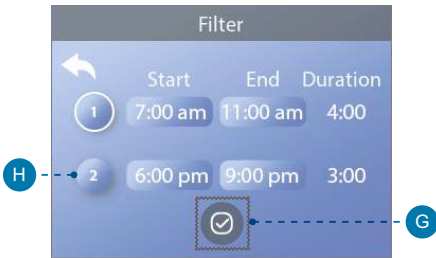 Filter
Start End Duration
1 7:00 am 11:00 am 4:00
H 2 6:00 pm 9:00 pm 3:00
G